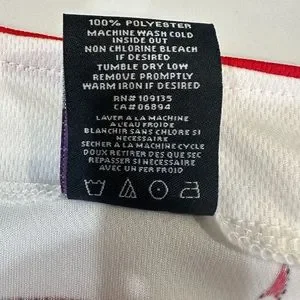 100% POLYESTER
MACHINE WASH COLD
INSIDE OUT
NON CHLORINE BLEACH
IF DESIRED
TUMBLE DRY LOW
REMOVE PROMPTLY
WARM IRON IF DESIRED
RN# 109135
CA# 06894
LAVER A LA MACHINE
A L'EAU FROIDE
BLANCHIR SANS CHLORE SI
NECESSAIRE
SECHER A LA MACHINE CYCLE
DOUX RETIRER DES QUE SEC
REPASSER SI NECESSAIRE
AVEC UN FER FROID